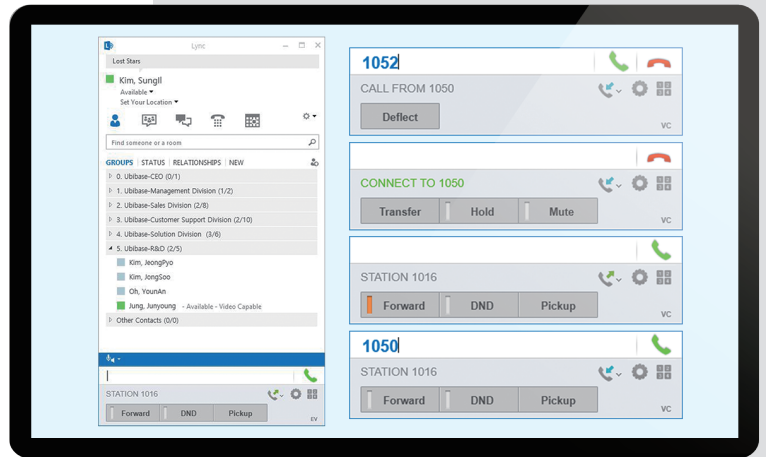 Lync
Lost Stars
Kim, SungIl
Available
Set Your Location
Find someone or a room
GROUPS STATUS RELATIONSHIPS NEW
0. Ubibase-CEO (0/1)
1. Ubibase-Management Division (1/2)
2. Ubibase-Sales Division (2/8)
3. Ubibase-Customer Support Division (2/10)
4. Ubibase-Solution Division (3/6)
5. Ubibase-R&D (2/5)
Kim, JeongPyo
Kim, JongSoo
Oh, YounAn
Jung, Junyoung - Available - Video Capable
Other Contacts (0/0)
STATION 1016
Forward DND Pickup
EV
1052
CALL FROM 1050
Deflect
VC
CONNECT TO 1050
Transfer Hold Mute
VC
STATION 1016
Forward DND Pickup
VC
1050
STATION 1016
Forward DND Pickup
VC